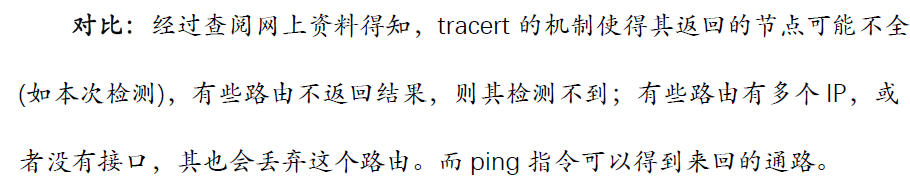 对比：经过查阅网上资料得知，tracert 的机制使得其返回的节点可能不全
(如本次检测)，有些路由不返回结果，则其检测不到；有些路由有多个 IP，或
者没有接口，其也会丢弃这个路由。而 ping 指令可以得到来回的通路。